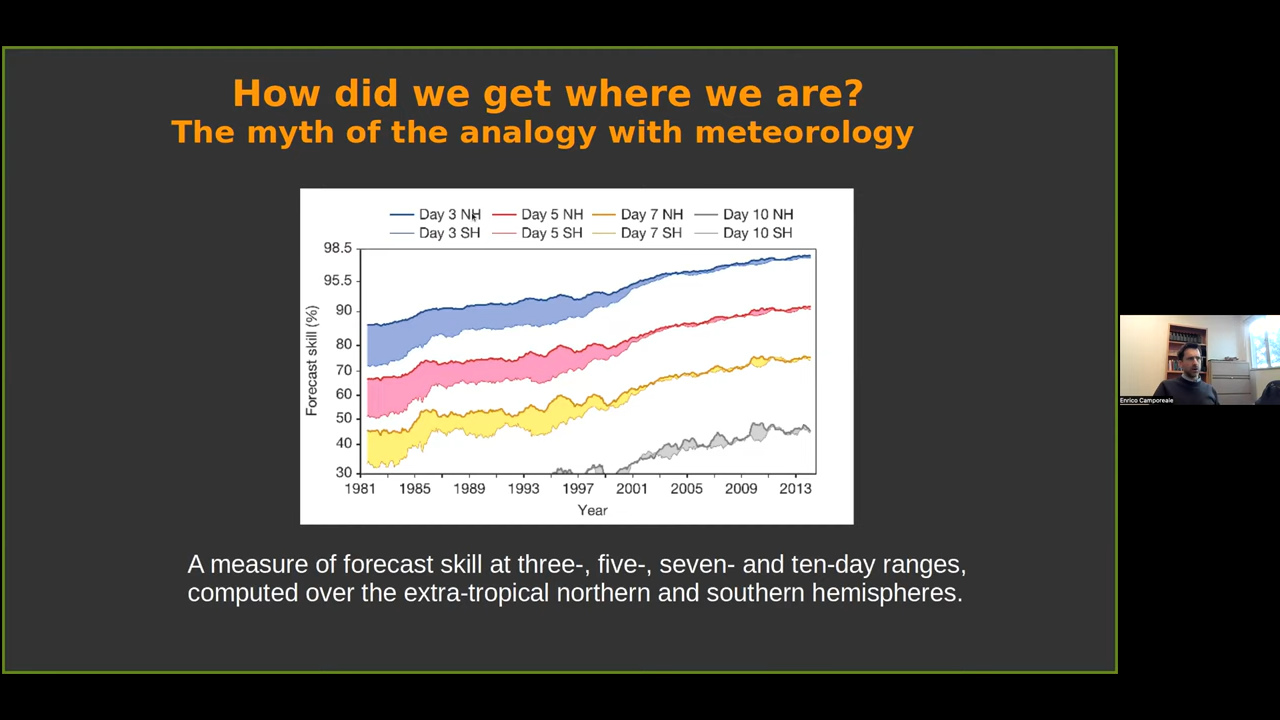 How did we get where we are?
The myth of the analogy with meteorology
Day 3 NH Day 5 NH Day 7 NH Day 10 NH
Day 3 SH Day 5 SH Day 7 SH Day 10 SH
98.5
95.5
90
80
70
60
50
40
30
Forecast skill (%)
1981 1985 1989 1993 1997 2001 2005 2009 2013
Year
A measure of forecast skill at three-, five-, seven- and ten-day ranges,
computed over the extra-tropical northern and southern hemispheres.
Enrico Camporeale